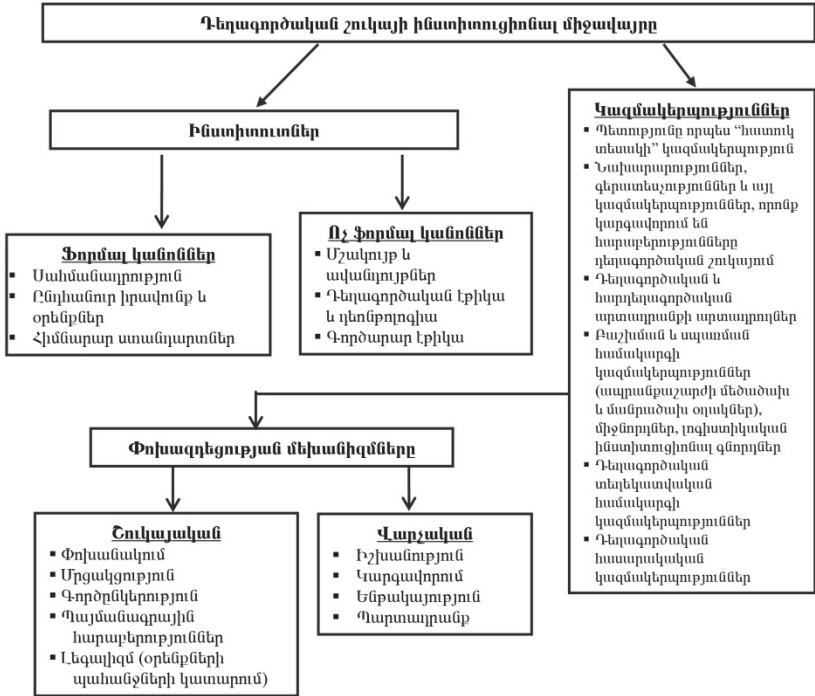 Դեղագործական շուկայի ինստիտուցիոնալ միջավայրը
Ինստիտուտներ
Ֆորմալ կանոններ
▪ Սահմանադրություն
▪ Ընդհանուր իրավունք և
օրենքներ
▪ Հիմնարար ստանդարտներ
Ոչ ֆորմալ կանոններ
▪ Մշակույթ և
ավանդույթներ
▪ Դեղագործական էթիկա
և դեոնթոլոգիա
▪ Գործարար էթիկա
Կազմակերպություններ
▪ Պետությունը որպես “հատուկ
տեսակի” կազմակերպություն
▪ Նախարարություններ,
գերատեսչություններ և այլ
կազմակերպություններ, որոնք
կարգավորում են
հարաբերությունները
դեղագործական շուկայում
▪ Դեղագործական և
հարդեղագործական
արտադրանքի արտադրողներ
▪ Բաշխման և սպառման
համակարգի
կազմակերպություններ
(ապրանքաշարժի մեծածախ
և մանրածախ օղակներ),
միջնորդներ, լոգիստիկական
ինստիտուցիոնալ գնորդներ
▪ Դեղագործական
տեղեկատվական
համակարգի
կազմակերպություններ
▪ Դեղագործական
հասարակական
կազմակերպություններ
Փոխազդեցության մեխանիզմները
Շուկայական
▪ Փոխանակում
▪ Մրցակցություն
▪ Գործընկերություն
▪ Պայմանագրային
հարաբերություններ
▪ Լեգալիզմ (օրենքների
պահանջների կատարում)
Վարչական
▪ Իշխանություն
▪ Կարգավորում
▪ Ենթակայություն
▪ Պարտադրանք